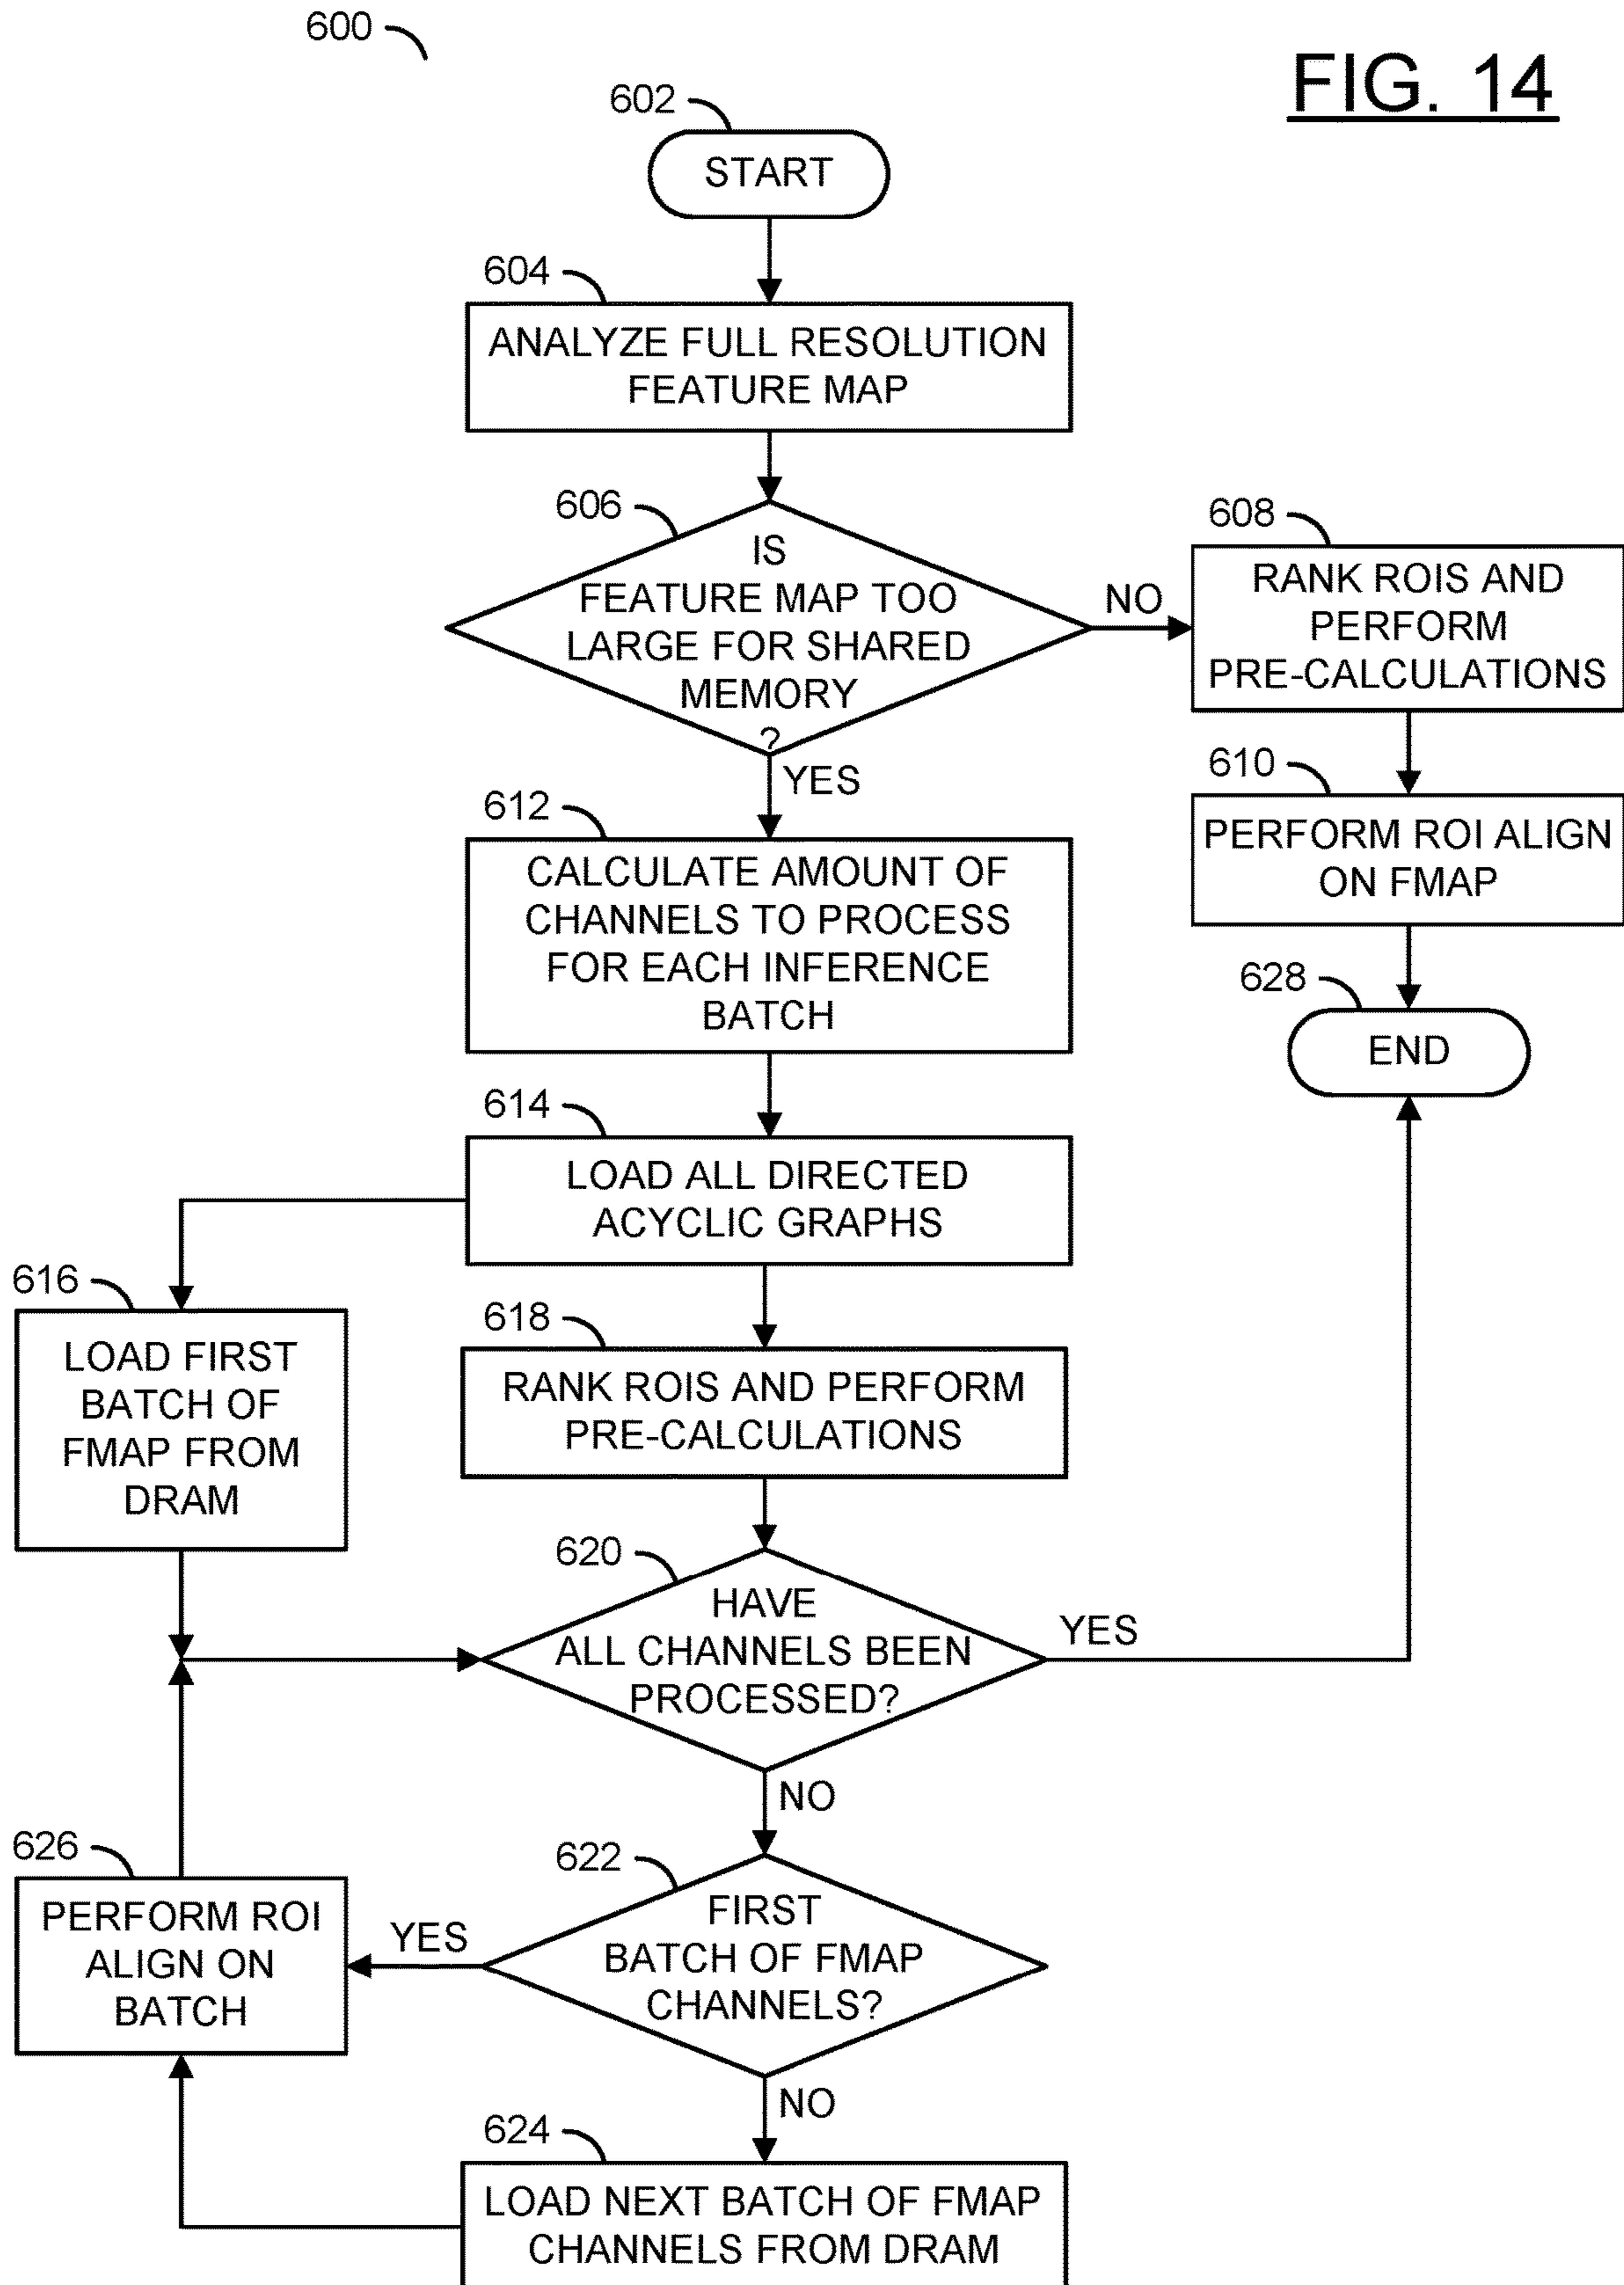 600
FIG. 14
602
START
604
ANALYZE FULL RESOLUTION
FEATURE MAP
606
IS
FEATURE MAP TOO
LARGE FOR SHARED
MEMORY
?
NO
YES
608
RANK ROIS AND
PERFORM
PRE-CALCULATIONS
610
PERFORM ROI ALIGN
ON FMAP
628
END
612
CALCULATE AMOUNT OF
CHANNELS TO PROCESS
FOR EACH INFERENCE
BATCH
614
LOAD ALL DIRECTED
ACYCLIC GRAPHS
616
LOAD FIRST
BATCH OF
FMAP FROM
DRAM
618
RANK ROIS AND PERFORM
PRE-CALCULATIONS
620
HAVE
ALL CHANNELS BEEN
PROCESSED?
YES
NO
622
FIRST
BATCH OF FMAP
CHANNELS?
YES
NO
626
PERFORM ROI
ALIGN ON
BATCH
624
LOAD NEXT BATCH OF FMAP
CHANNELS FROM DRAM